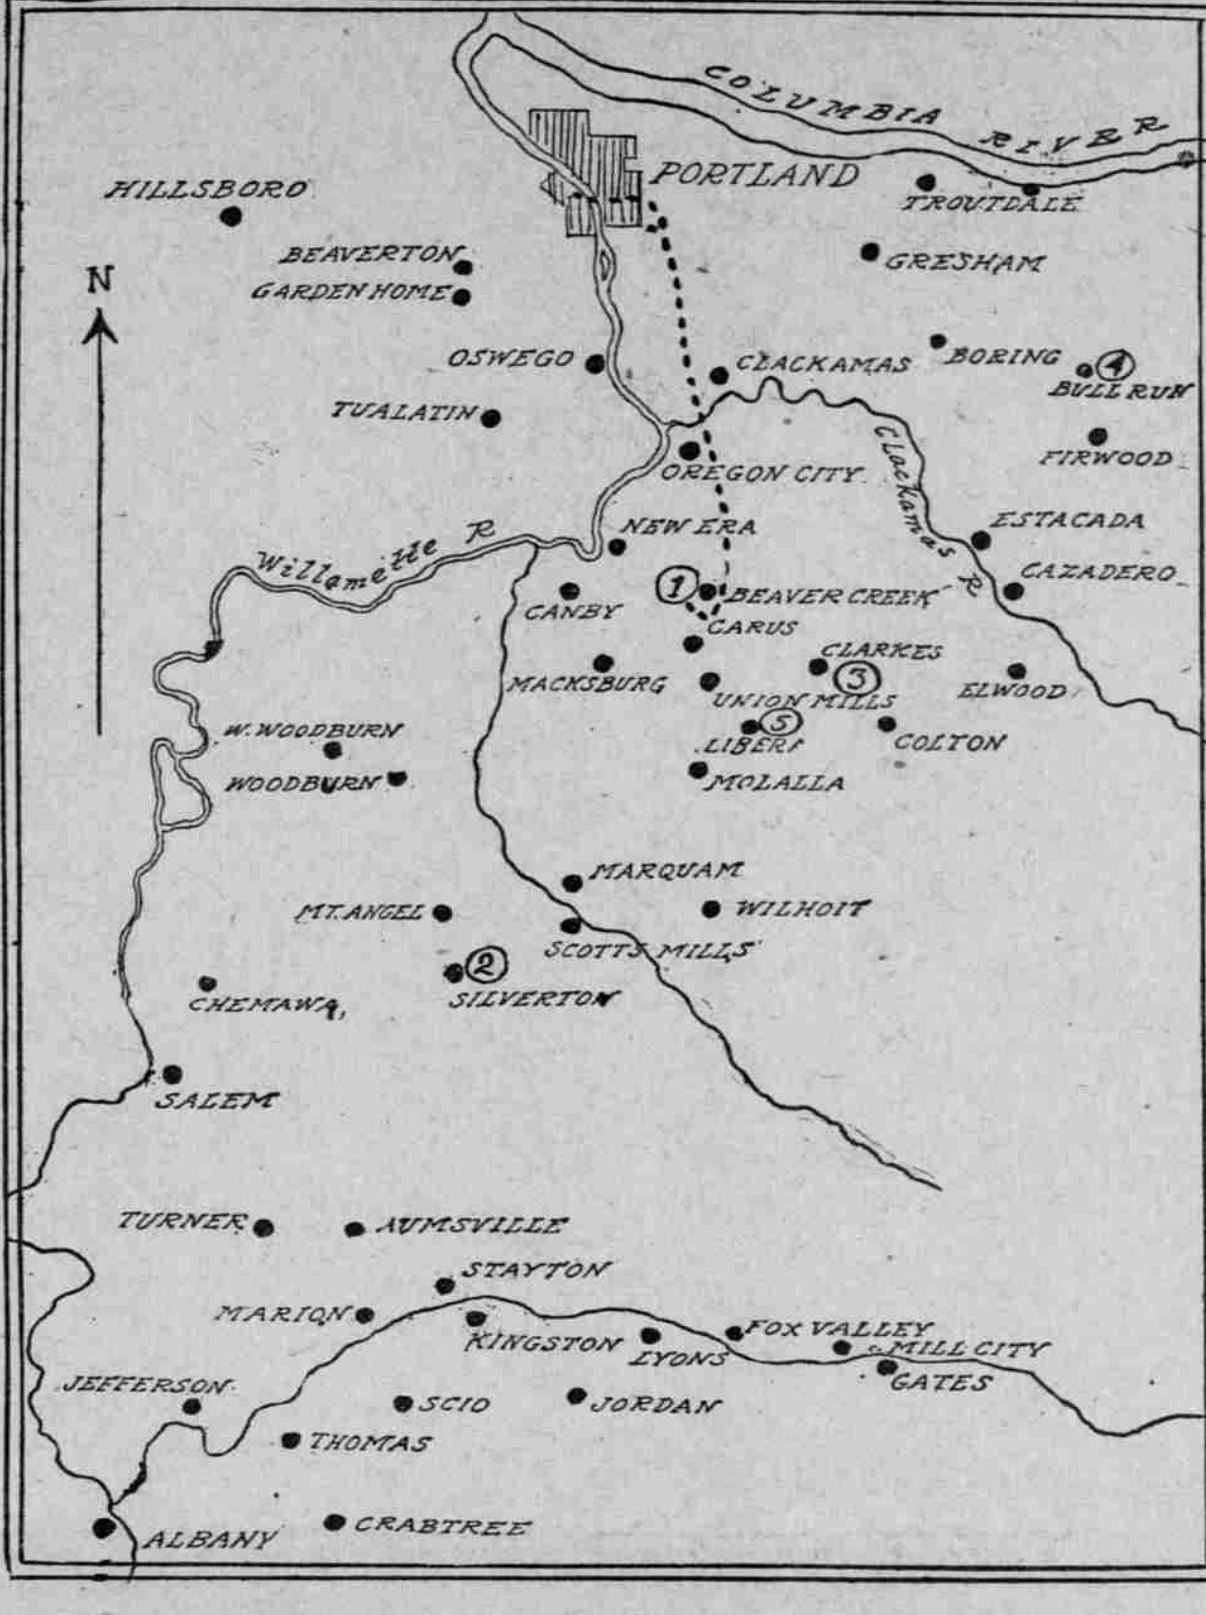 COLUMBIA RIVER
PORTLAND
HILLSBORO
TROUTDALE
BEAVERTON
GRESHAM
N
GARDEN HOME
OSWEGO
CLACKAMAS
BORING
4
BULL RUN
TUALATIN
FIRWOOD
OREGON CITY
Clackamas R
NEW ERA
ESTACADA
Willamette R
CAZADERO
1
BEAVER CREEK
CANBY
CARUS
CLARKES
3
MACKSBURG
ELWOOD
UNION MILLS
5
W. WOODBURN
LIBERA
COLTON
WOODBURN
MOLALLA
MARQUAM
MT. ANGEL
WILHOIT
SCOTTS MILLS
2
SILVERTON
CHEMAWA
SALEM
TURNER
AUMSVILLE
STAYTON
MARION
KINGSTON
FOX VALLEY
LYONS
MILL CITY
GATES
JEFFERSON
SCIO
JORDAN
THOMAS
CRABTREE
ALBANY